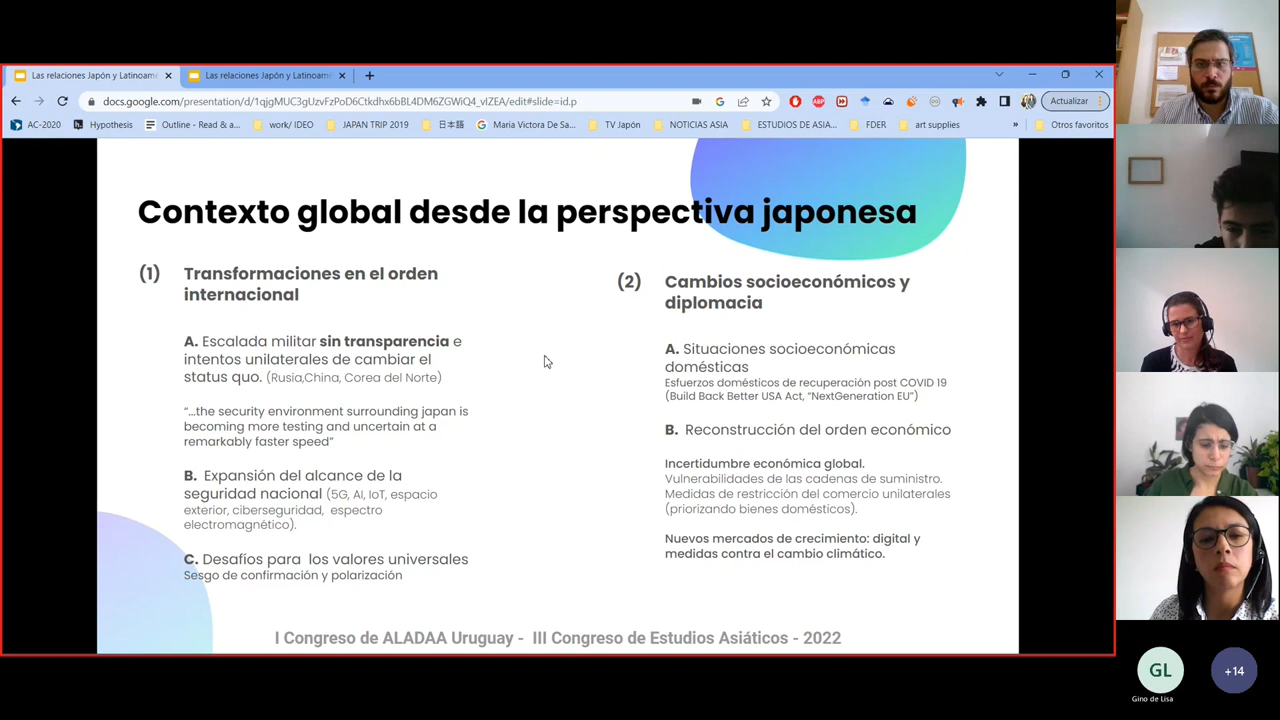 Las relaciones Japón y Latinoamé
Las relaciones Japón y Latinoamé
docs.google.com/presentation/d/1qjgMUC3gUzvFzPoD6Ctkdhx6bBL4DM6ZGWiQ4_vIZEA/edit#slide=id.p
ABP
Actualizar
AC-2020
Hypothesis
Outline - Read & a...
work/ IDEO
JAPAN TRIP 2019
日本語
Maria Victora De Sa...
TV Japón
NOTICIAS ASIA
ESTUDIOS DE ASIA...
FDER
art supplies
»
Otros favoritos
Contexto global desde la perspectiva japonesa
(1) Transformaciones en el orden
internacional
A. Escalada militar sin transparencia e
intentos unilaterales de cambiar el
status quo. (Rusia,China, Corea del Norte)
“...the security environment surrounding japan is
becoming more testing and uncertain at a
remarkably faster speed”
B. Expansión del alcance de la
seguridad nacional (5G, AI, IoT, espacio
exterior, ciberseguridad, espectro
electromagnético).
C. Desafíos para los valores universales
Sesgo de confirmación y polarización
(2) Cambios socioeconómicos y
diplomacia
A. Situaciones socioeconómicas
domésticas
Esfuerzos domésticos de recuperación post COVID 19
(Build Back Better USA Act, “NextGeneration EU”)
B. Reconstrucción del orden económico
Incertidumbre económica global.
Vulnerabilidades de las cadenas de suministro.
Medidas de restricción del comercio unilaterales
(priorizando bienes domésticos).
Nuevos mercados de crecimiento: digital y
medidas contra el cambio climático.
I Congreso de ALADAA Uruguay - III Congreso de Estudios Asiáticos - 2022
GL
Gino de Lisa
+14